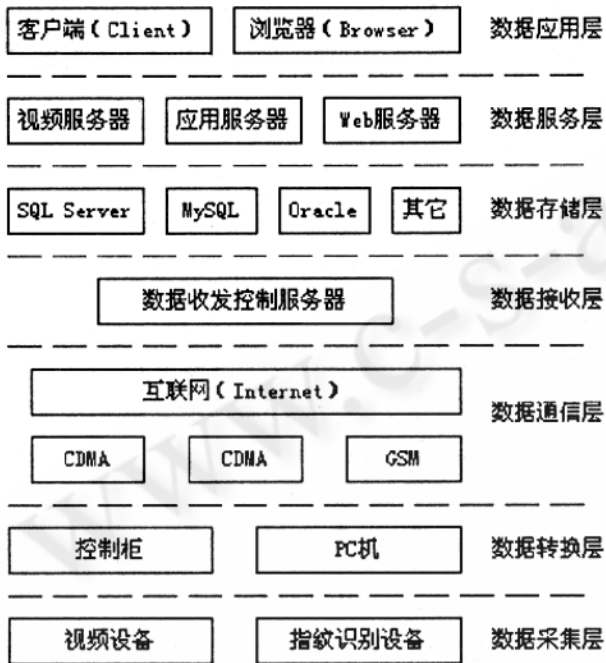 客户端(Client) 浏览器(Browser) 数据应用层
视频服务器 应用服务器 Web服务器 数据服务层
SQL Server MySQL Oracle 其它 数据存储层
数据收发控制服务器 数据接收层
互联网(Internet)
数据通信层
CDMA CDMA GSM
控制柜 PC机 数据转换层
视频设备 指纹识别设备 数据采集层
www.c-s-a